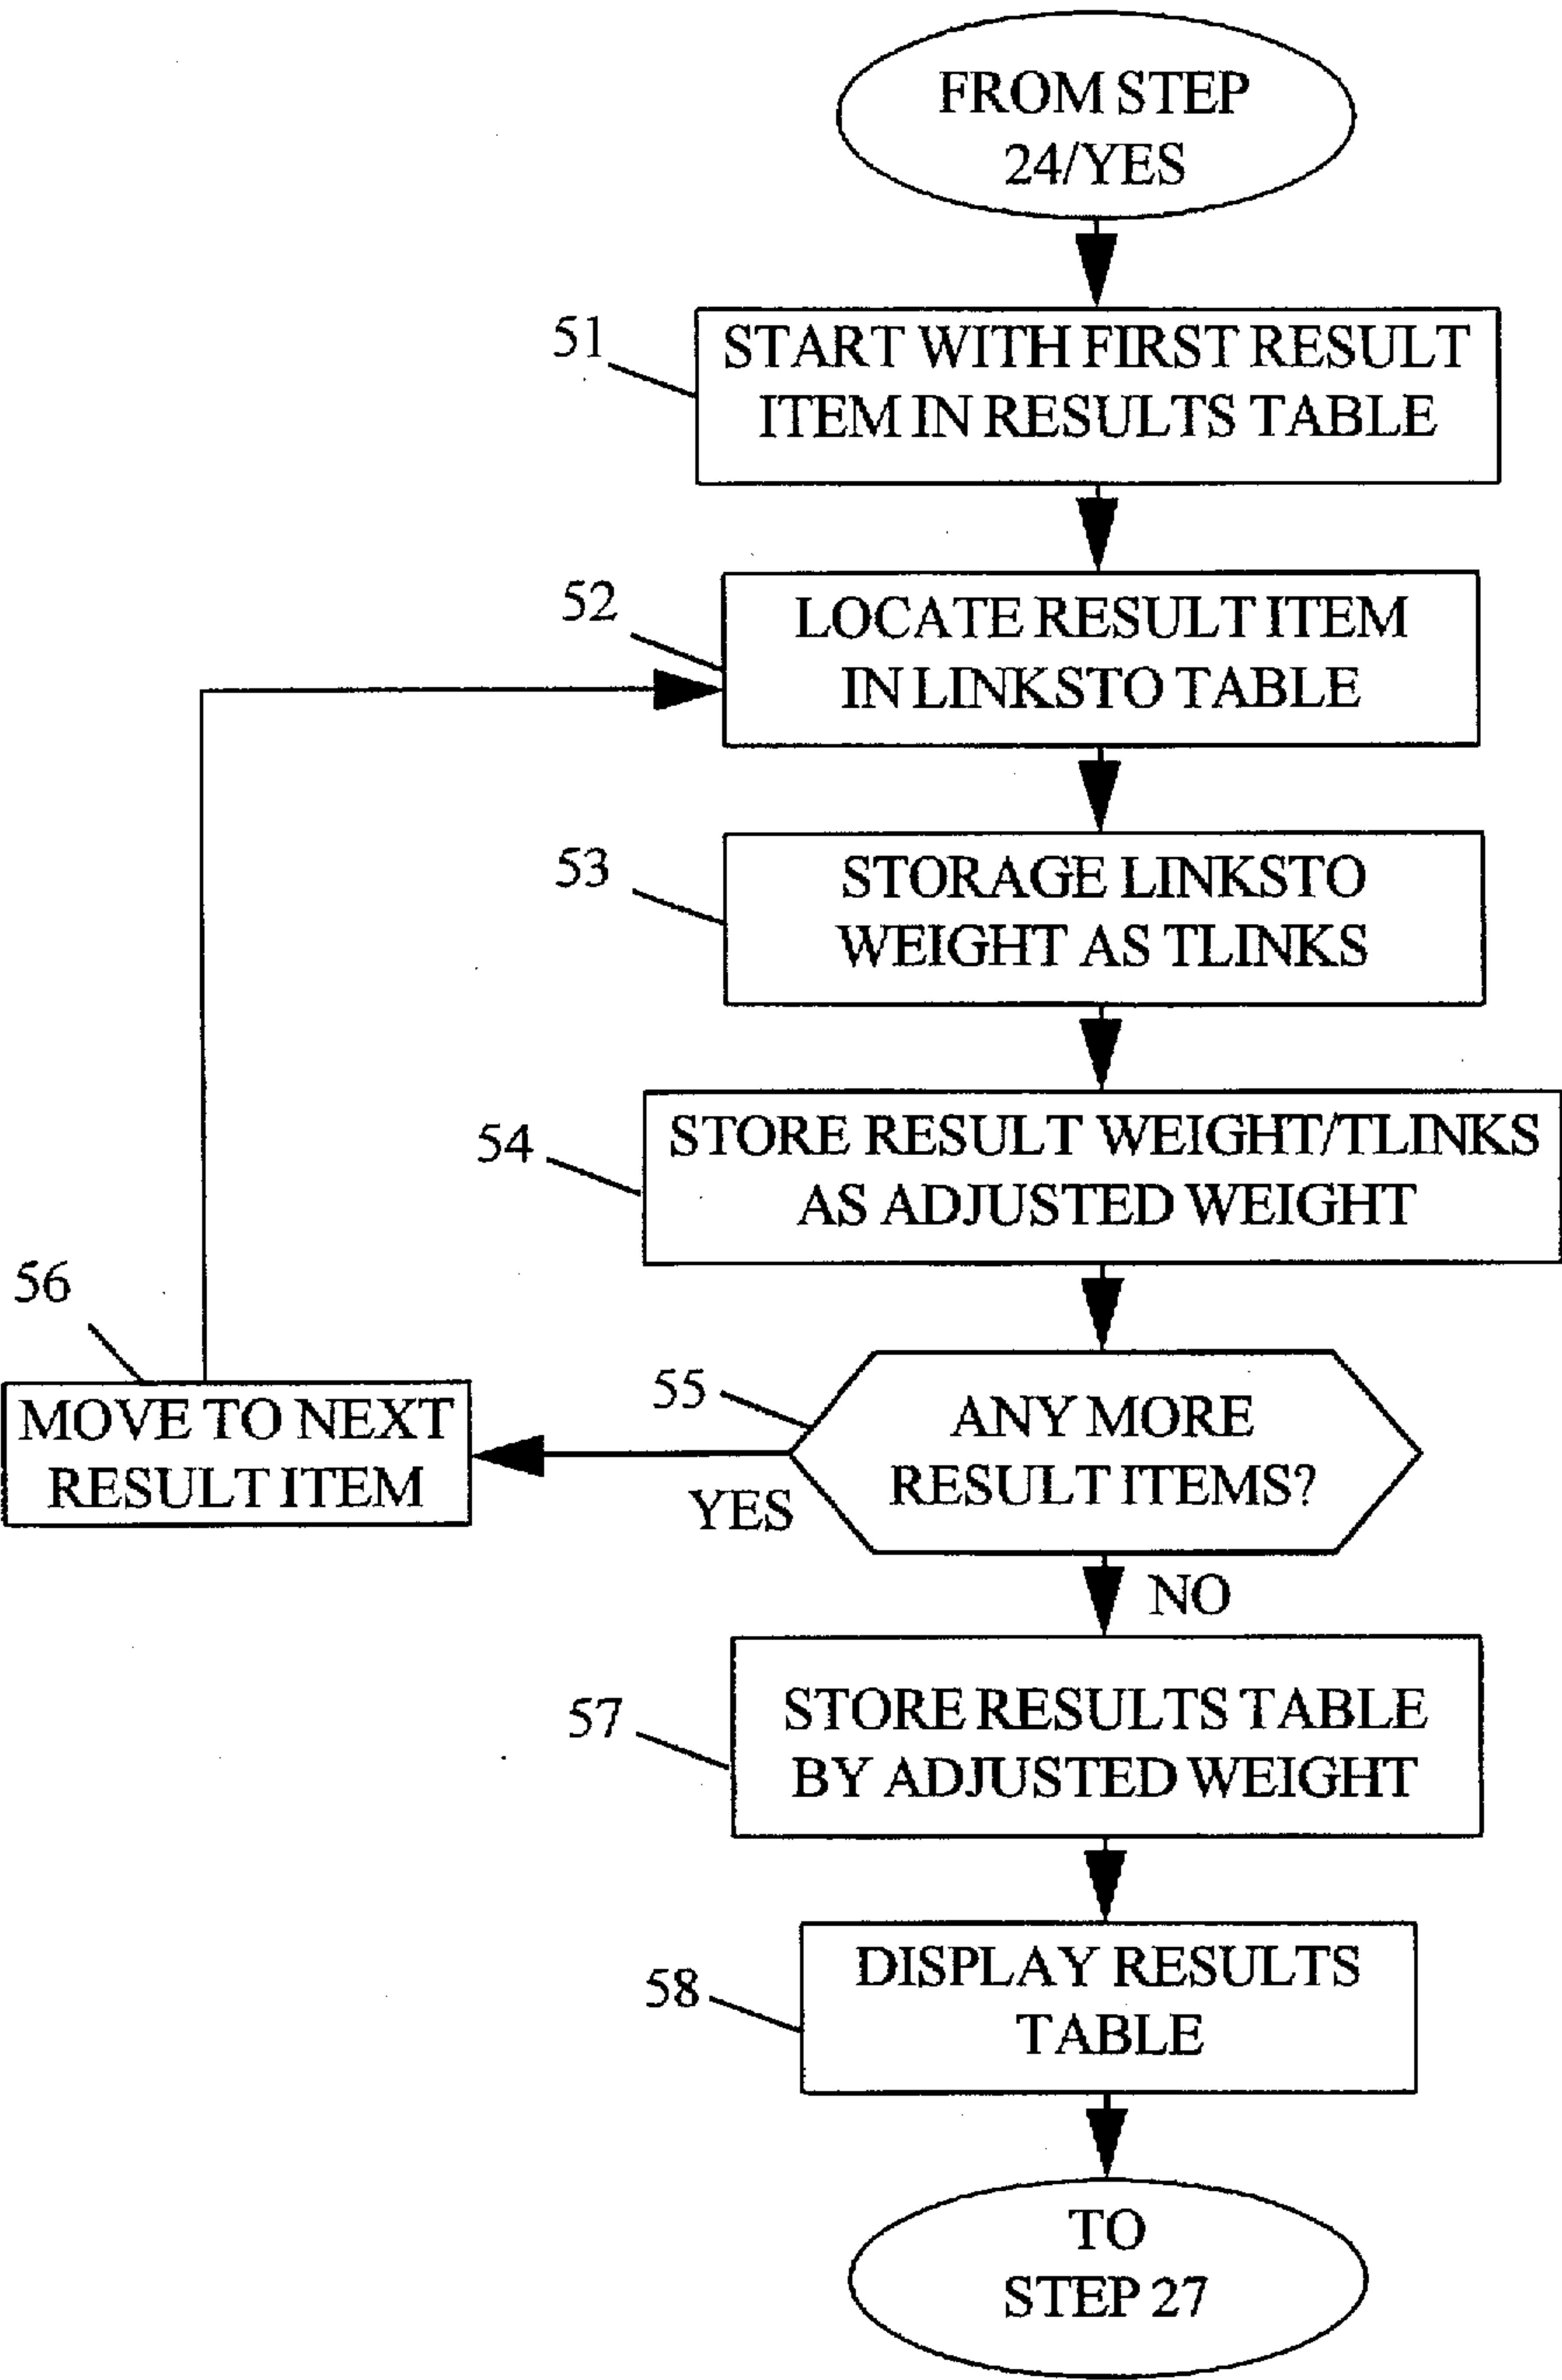 FROM STEP
24/YES
51
START WITH FIRST RESULT
ITEM IN RESULTS TABLE
52
LOCATE RESULT ITEM
IN LINKSTO TABLE
53
STORAGE LINKSTO
WEIGHT AS TLINKS
54
STORE RESULT WEIGHT/TLINKS
AS ADJUSTED WEIGHT
55
ANY MORE
RESULT ITEMS?
YES
56
MOVE TO NEXT
RESULT ITEM
NO
57
STORE RESULTS TABLE
BY ADJUSTED WEIGHT
58
DISPLAY RESULTS
TABLE
TO
STEP 27